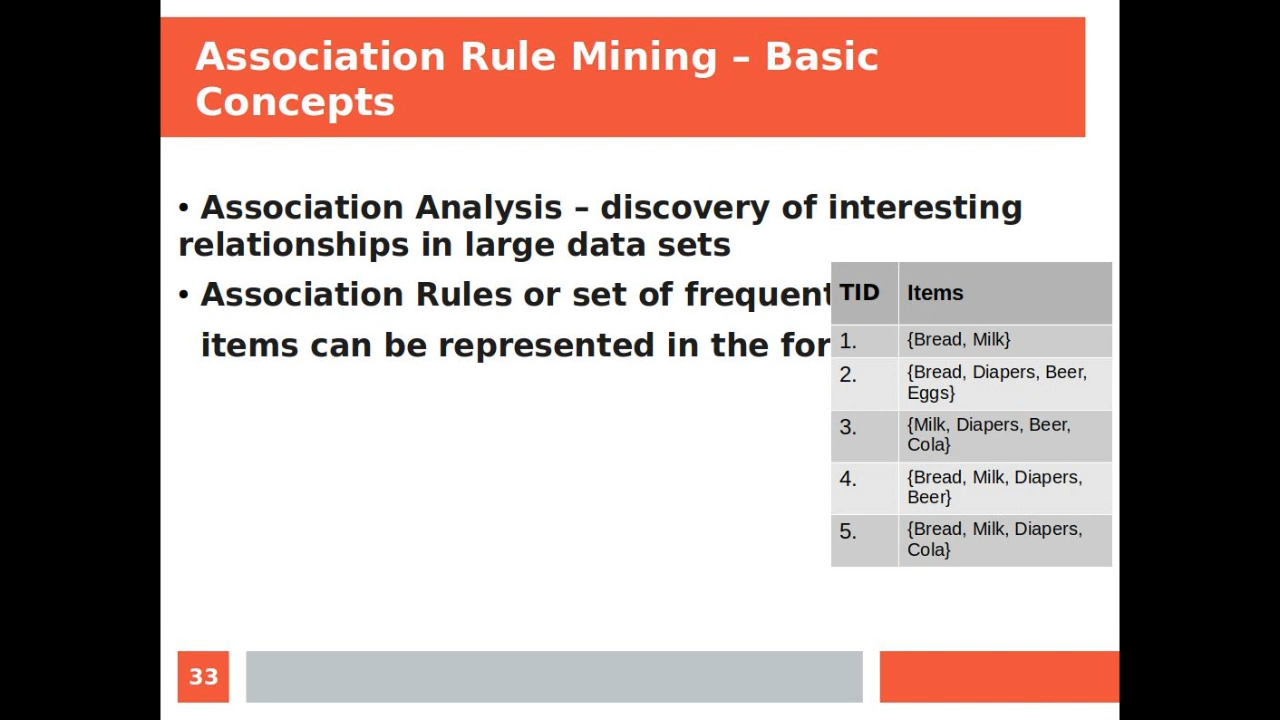 Association Rule Mining – Basic
Concepts
• Association Analysis – discovery of interesting
relationships in large data sets
• Association Rules or set of frequent
items can be represented in the for
TID Items
1. {Bread, Milk}
2. {Bread, Diapers, Beer,
Eggs}
3. {Milk, Diapers, Beer,
Cola}
4. {Bread, Milk, Diapers,
Beer}
5. {Bread, Milk, Diapers,
Cola}
33